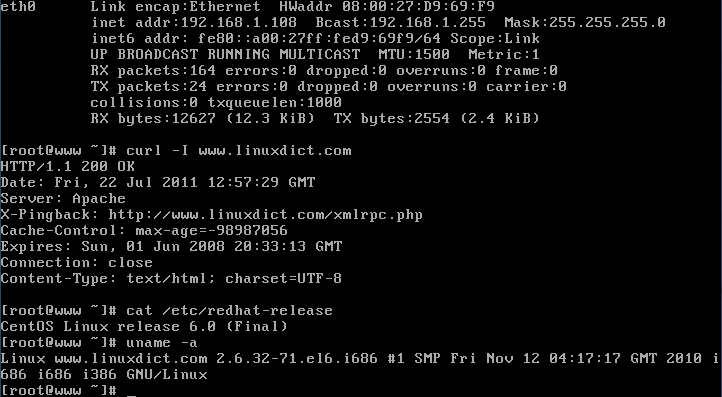 eth0      Link encap:Ethernet  HWaddr 08:00:27:D9:69:F9
          inet addr:192.168.1.108  Bcast:192.168.1.255  Mask:255.255.255.0
          inet6 addr: fe80::a00:27ff:fed9:69f9/64 Scope:Link
          UP BROADCAST RUNNING MULTICAST  MTU:1500  Metric:1
          RX packets:164 errors:0 dropped:0 overruns:0 frame:0
          TX packets:24 errors:0 dropped:0 overruns:0 carrier:0
          collisions:0 txqueuelen:1000
          RX bytes:12627 (12.3 KiB)  TX bytes:2554 (2.4 KiB)
[root@www ~]# curl -I www.linuxdict.com
HTTP/1.1 200 OK
Date: Fri, 22 Jul 2011 12:57:29 GMT
Server: Apache
X-Pingback: http://www.linuxdict.com/xmlrpc.php
Cache-Control: max-age=-98987056
Expires: Sun, 01 Jun 2008 20:33:13 GMT
Connection: close
Content-Type: text/html; charset=UTF-8
[root@www ~]# cat /etc/redhat-release
CentOS Linux release 6.0 (Final)
[root@www ~]# uname -a
Linux www.linuxdict.com 2.6.32-71.el6.i686 #1 SMP Fri Nov 12 04:17:17 GMT 2010 i
686 i686 i386 GNU/Linux
[root@www ~]# _